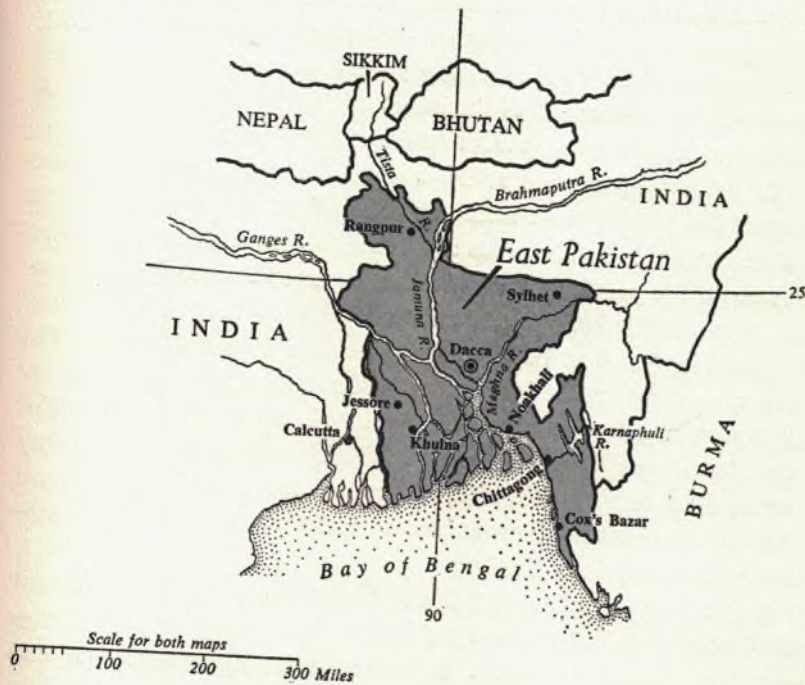 SIKKIM
NEPAL
BHUTAN
Tista
R.
Brahmaputra R.
INDIA
Ganges R.
Rangpur
East Pakistan
Sylhet
25
Jamuna R.
INDIA
Dacca
Maghna R.
Noakhali
Jessore
Calcutta
Khulna
Karnaphuli
R.
Chittagong
BURMA
Cox's Bazar
Bay of Bengal
90
Scale for both maps
0 100 200 300 Miles